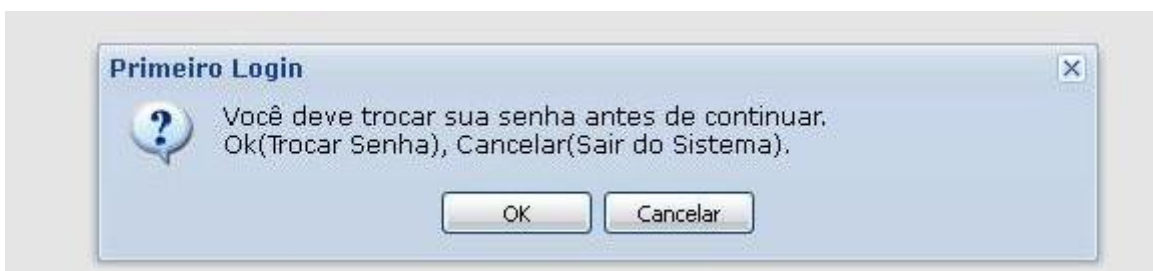 Primeiro Login
Você deve trocar sua senha antes de continuar.
Ok(Trocar Senha), Cancelar(Sair do Sistema).
OK Cancelar